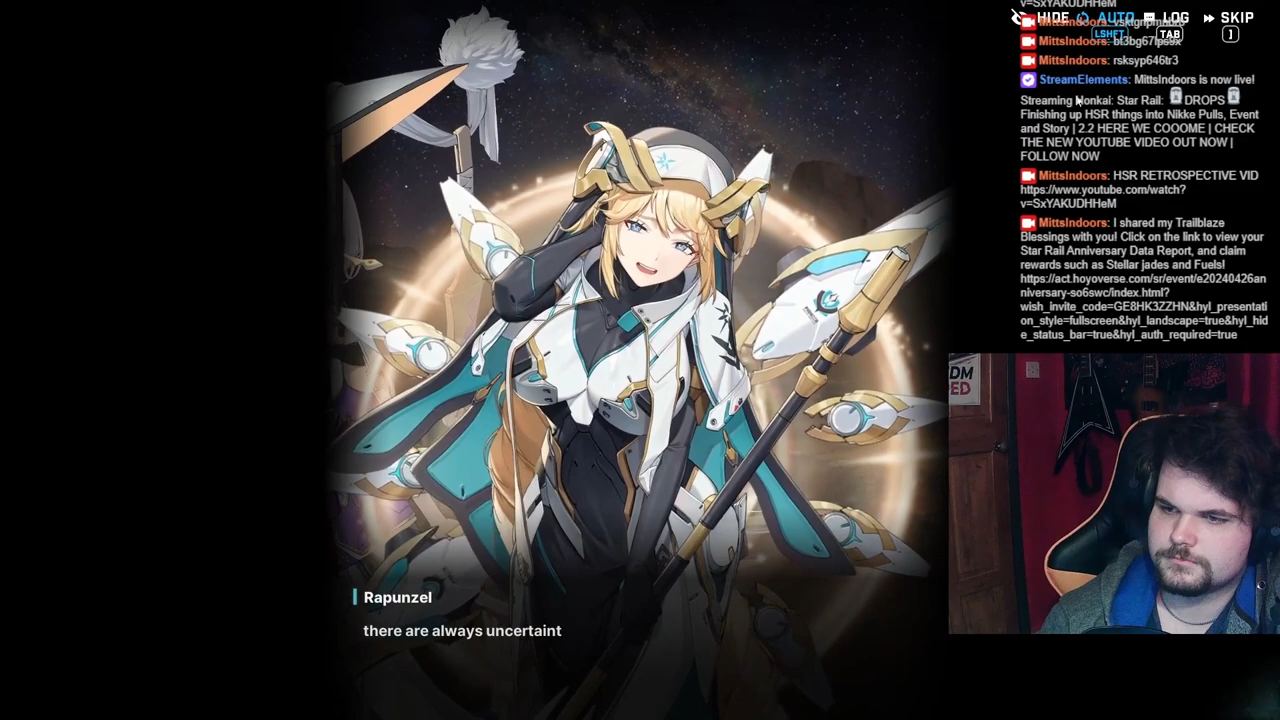 v=SxYAKUDHHeM
HIDE AUTO LOG SKIP
LSHFT TAB ]
MittsIndoors:
MittsIndoors:
MittsIndoors: rsksyp646tr3
StreamElements: MittsIndoors is now live!
Streaming Honkai: Star Rail: DROPS
Finishing up HSR things into Nikke Pulls, Event
and Story | 2.2 HERE WE COOOME | CHECK
THE NEW YOUTUBE VIDEO OUT NOW |
FOLLOW NOW
MittsIndoors: HSR RETROSPECTIVE VID
https://www.youtube.com/watch?
v=SxYAKUDHHeM
MittsIndoors: I shared my Trailblaze
Blessings with you! Click on the link to view your
Star Rail Anniversary Data Report, and claim
rewards such as Stellar jades and Fuels!
https://act.hoyoverse.com/sr/event/e20240426an
niversary-so6swc/index.html?
wish_invite_code=GE8HK3ZZHN&hyl_presentati
on_style=fullscreen&hyl_landscape=true&hyl_hid
e_status_bar=true&hyl_auth_required=true
DM
ED
Rapunzel
there are always uncertaint